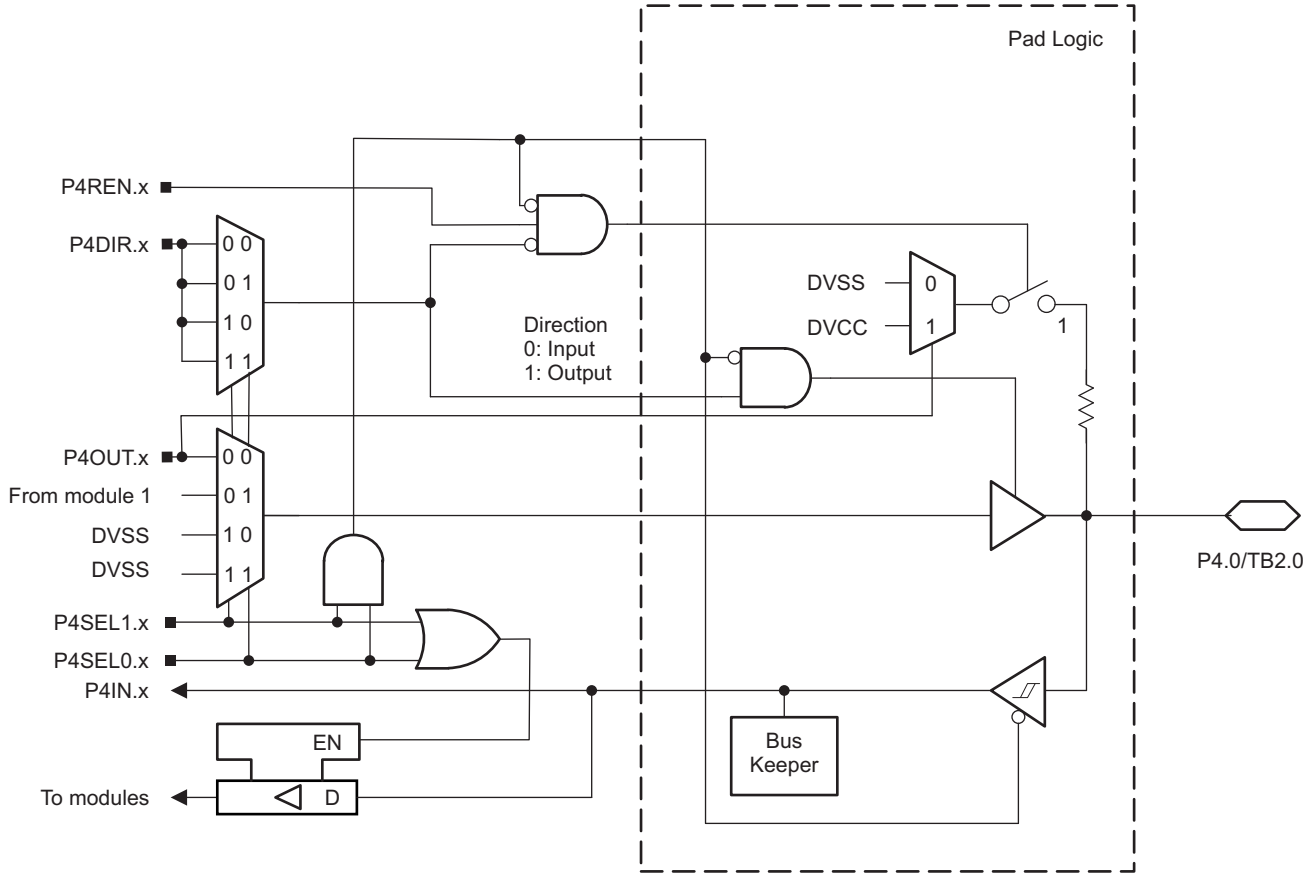 Pad Logic
P4REN.x
P4DIR.x
0 0
0 1
1 0
1 1
Direction
0: Input
1: Output
DVSS
0
DVCC
1
1
P4OUT.x
0 0
From module 1
0 1
DVSS
1 0
DVSS
1 1
P4.0/TB2.0
P4SEL1.x
P4SEL0.x
P4IN.x
Bus
Keeper
EN
To modules
D